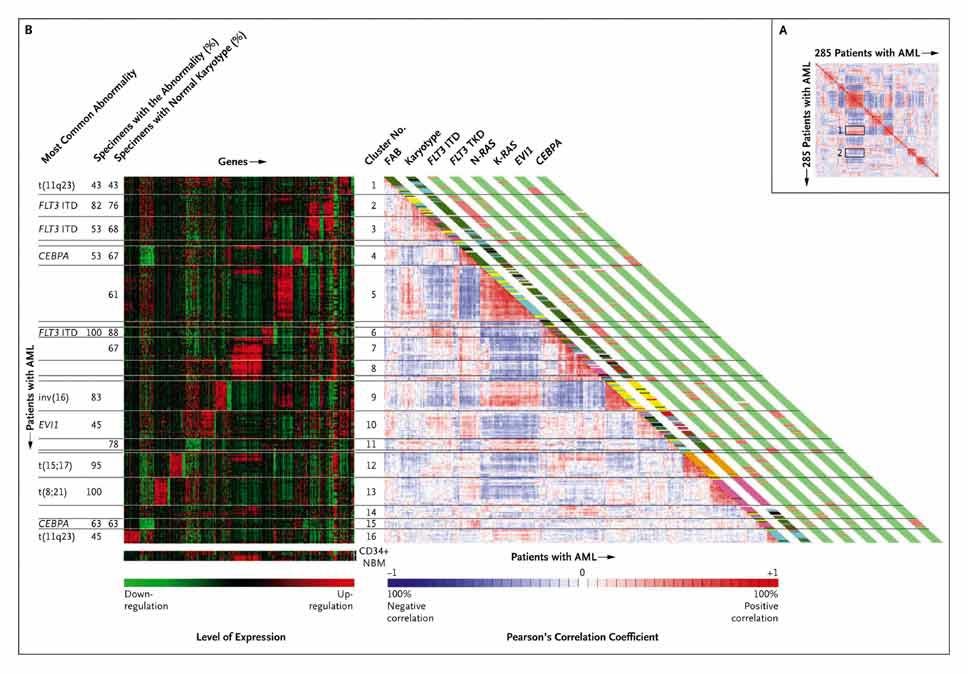 B
A
285 Patients with AML
285 Patients with AML
1
2
Most Common Abnormality
Specimens with the Abnormality (%)
Specimens with Normal Karyotype (%)
Genes
Cluster No.
FAB
Karyotype
FLT3 ITD
FLT3 TKD
N-RAS
K-RAS
EVI1
CEBPA
Patients with AML
t(11q23) 43 43 1
FLT3 ITD 82 76 2
FLT3 ITD 53 68 3
CEBPA 53 67 4
61 5
FLT3 ITD 100 88 6
67 7
8
inv(16) 83 9
EVI1 45 10
78 11
t(15;17) 95 12
t(8;21) 100 13
14
CEBPA 63 63 15
t(11q23) 45 16
CD34+
NBM
Patients with AML
−1 0 +1
Down-
regulation
Up-
regulation
100%
Negative
correlation
100%
Positive
correlation
Level of Expression
Pearson's Correlation Coefficient